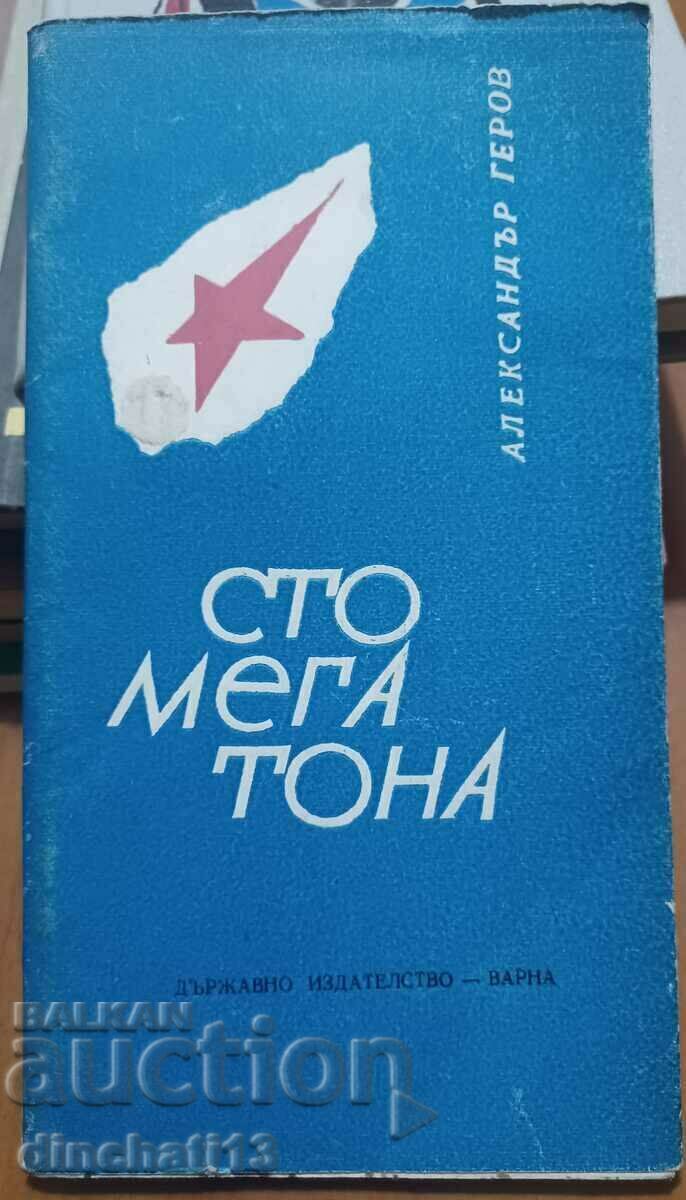 АЛЕКСАНДЪР ГЕРОВ
СТО
МЕГА
ТОНА
ДЪРЖАВНО ИЗДАТЕЛСТВО — ВАРНА
BALKAN
auction
dinchati13